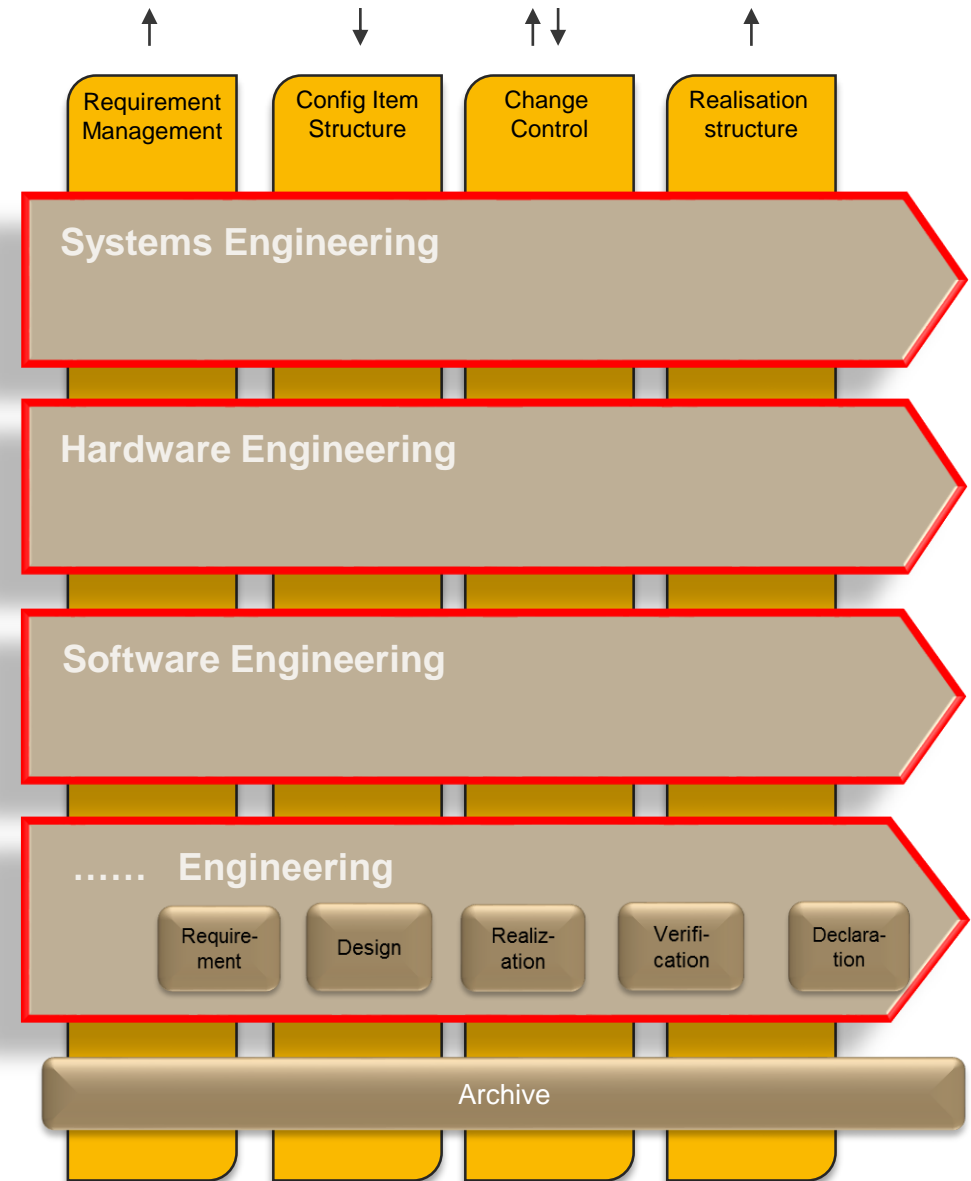 Requirement
Management
Config Item
Structure
Change
Control
Realisation
structure
Systems Engineering
Hardware Engineering
Software Engineering
...... Engineering
Require-
ment
Design
Realiz-
ation
Verifi-
cation
Declara-
tion
Archive